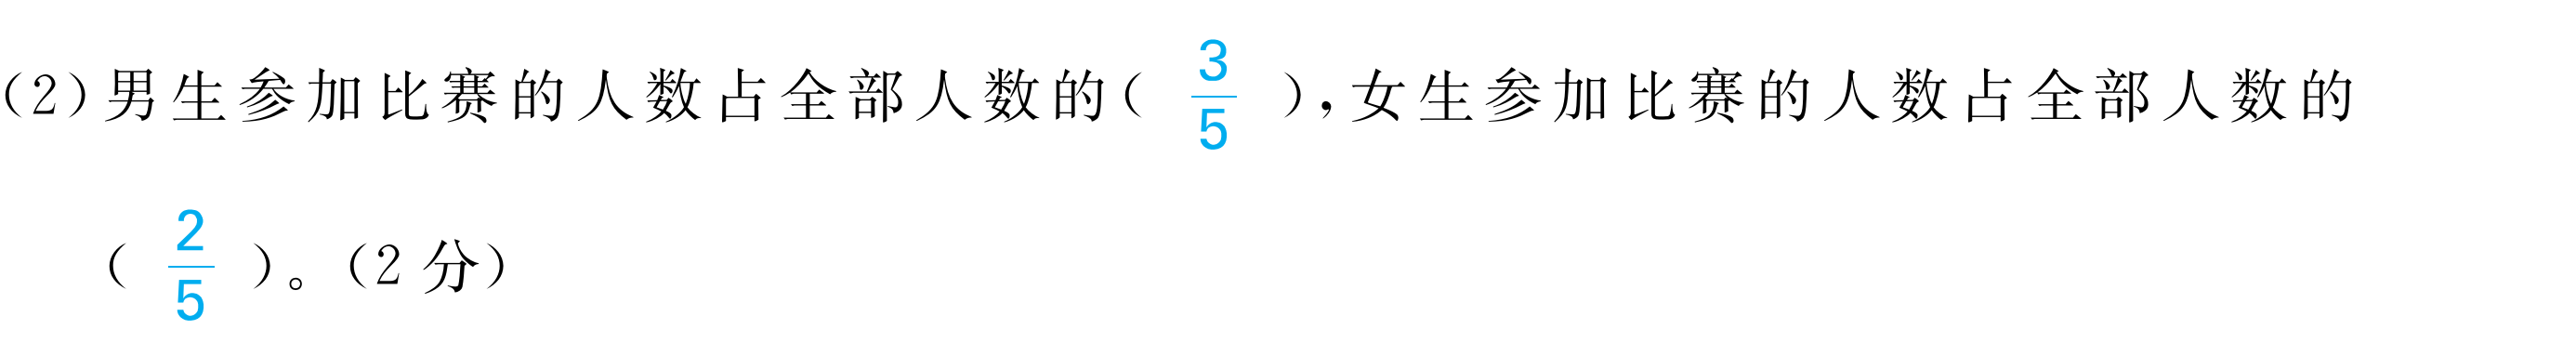 (2)男生参加比赛的人数占全部人数的( 3/5 ),女生参加比赛的人数占全部人数的
( 2/5 )。(2分)